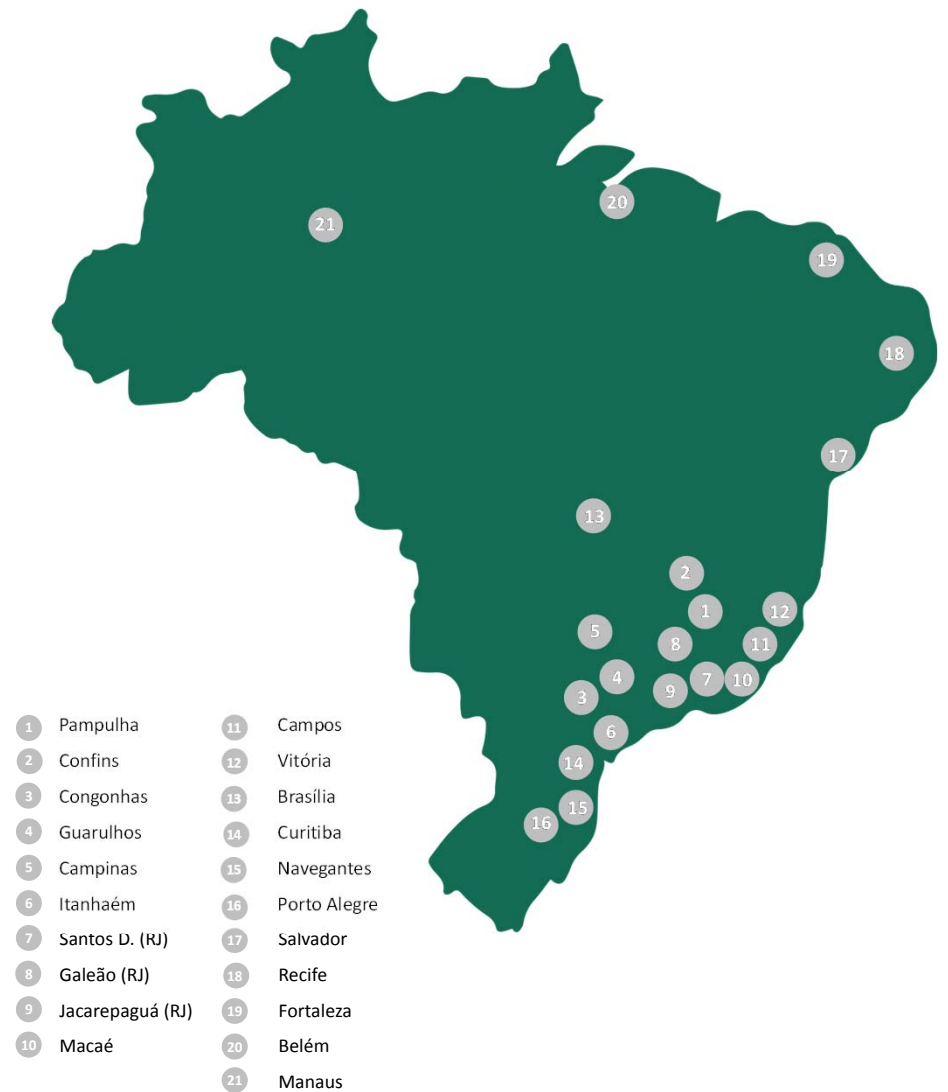 21
20
19
18
17
13
2
1
12
5
8
11
4
7
10
9
3
6
14
15
16
1 Pampulha
2 Confins
3 Congonhas
4 Guarulhos
5 Campinas
6 Itanhaém
7 Santos D. (RJ)
8 Galeão (RJ)
9 Jacarepaguá (RJ)
10 Macaé
11 Campos
12 Vitória
13 Brasília
14 Curitiba
15 Navegantes
16 Porto Alegre
17 Salvador
18 Recife
19 Fortaleza
20 Belém
21 Manaus